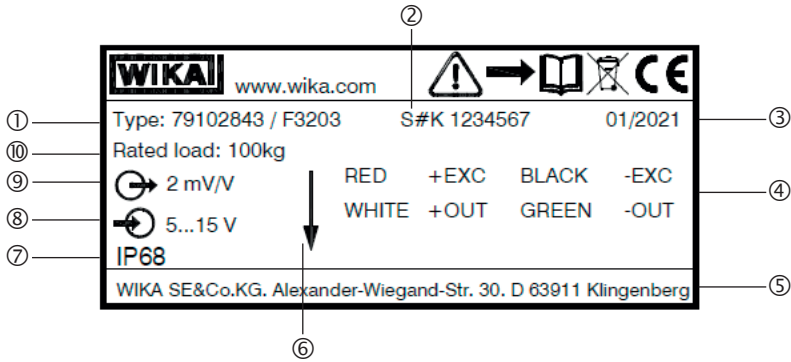 ②
WIKA www.wika.com CE
① Type: 79102843 / F3203 S#K 1234567 01/2021 ③
⑩ Rated load: 100kg
⑨ 2 mV/V RED +EXC BLACK -EXC ④
⑧ 5...15 V WHITE +OUT GREEN -OUT
⑦ IP68
WIKA SE&Co.KG. Alexander-Wiegand-Str. 30. D 63911 Klingenberg ⑤
⑥